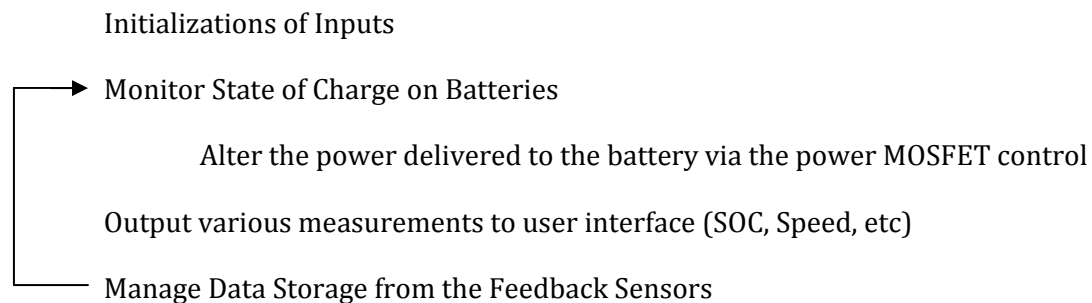 Initializations of Inputs
Monitor State of Charge on Batteries
Alter the power delivered to the battery via the power MOSFET control
Output various measurements to user interface (SOC, Speed, etc)
Manage Data Storage from the Feedback Sensors